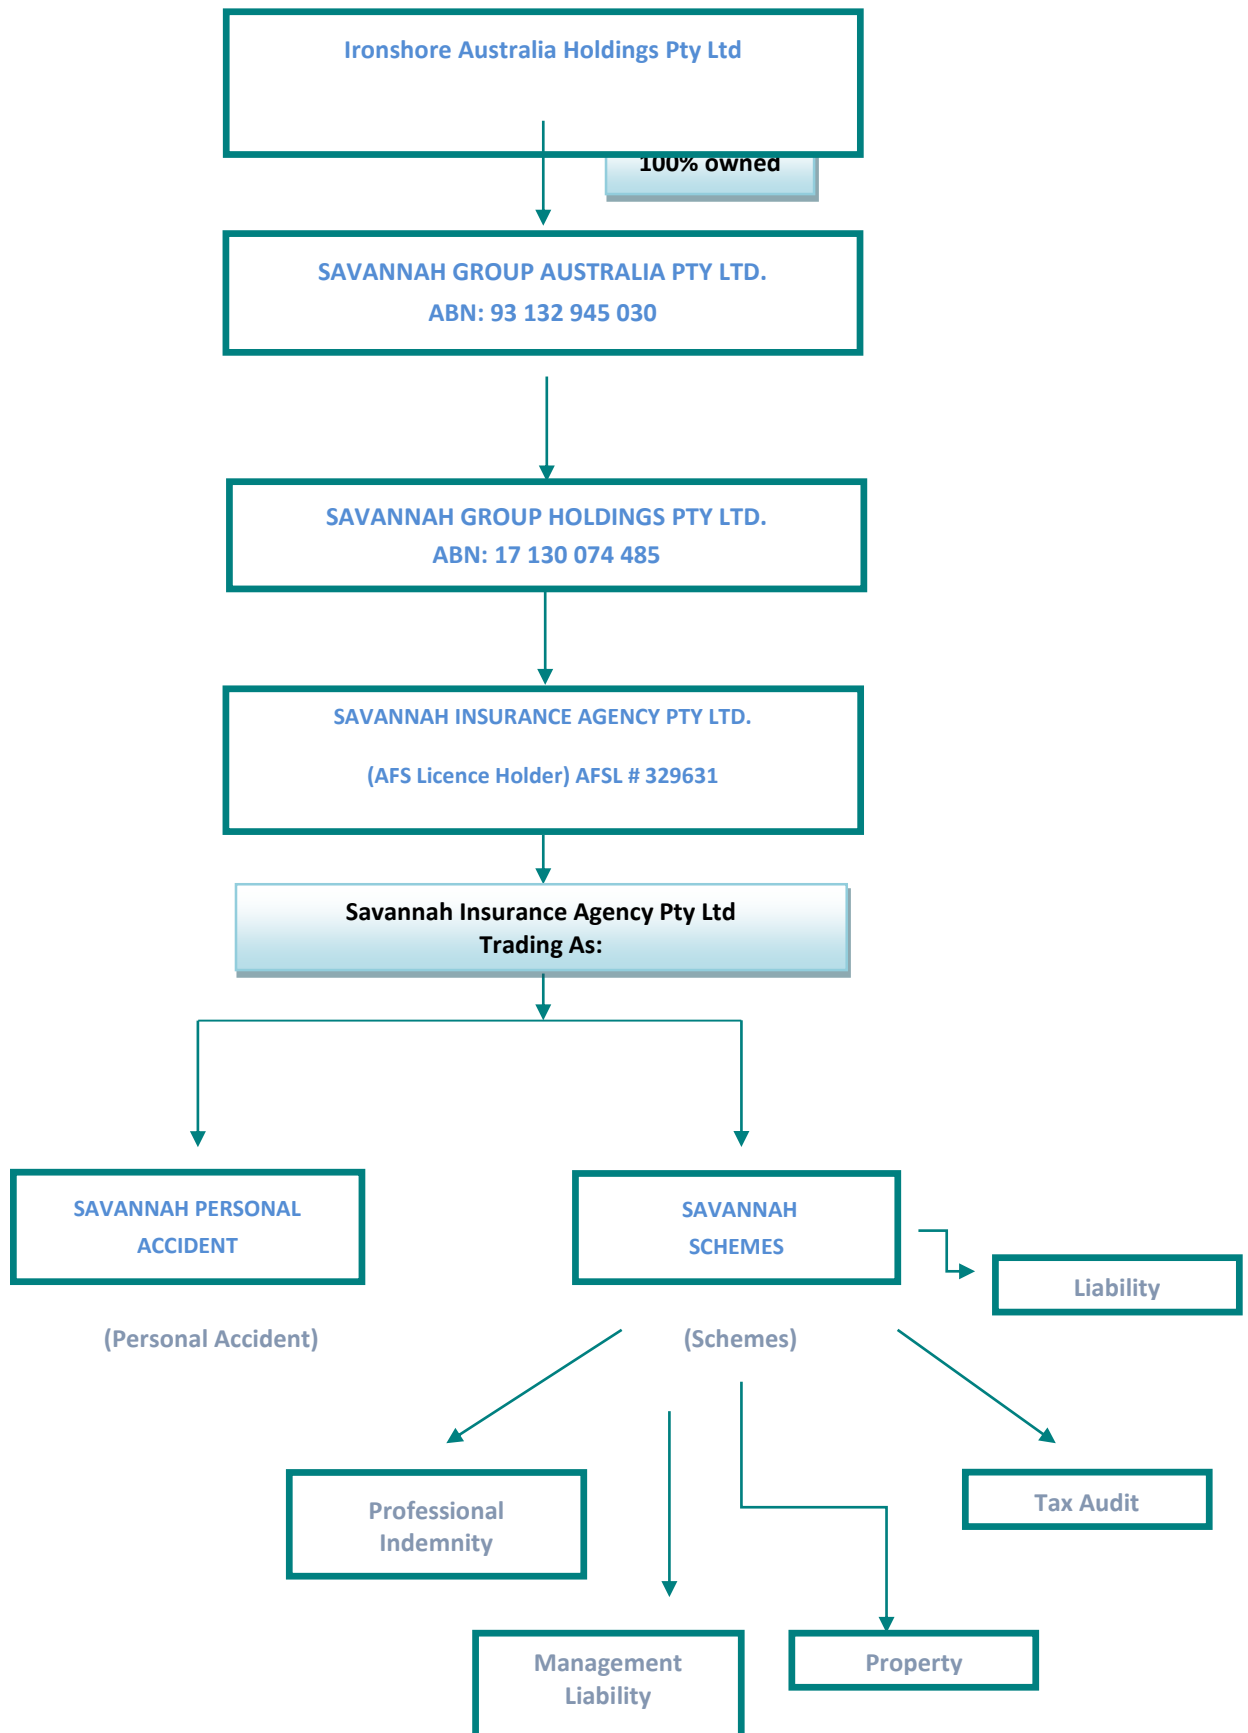 Ironshore Australia Holdings Pty Ltd
100% owned
SAVANNAH GROUP AUSTRALIA PTY LTD.
ABN: 93 132 945 030
SAVANNAH GROUP HOLDINGS PTY LTD.
ABN: 17 130 074 485
SAVANNAH INSURANCE AGENCY PTY LTD.
(AFS Licence Holder) AFSL # 329631
Savannah Insurance Agency Pty Ltd
Trading As:
SAVANNAH PERSONAL
ACCIDENT
(Personal Accident)
SAVANNAH
SCHEMES
(Schemes)
Liability
Professional
Indemnity
Tax Audit
Management
Liability
Property